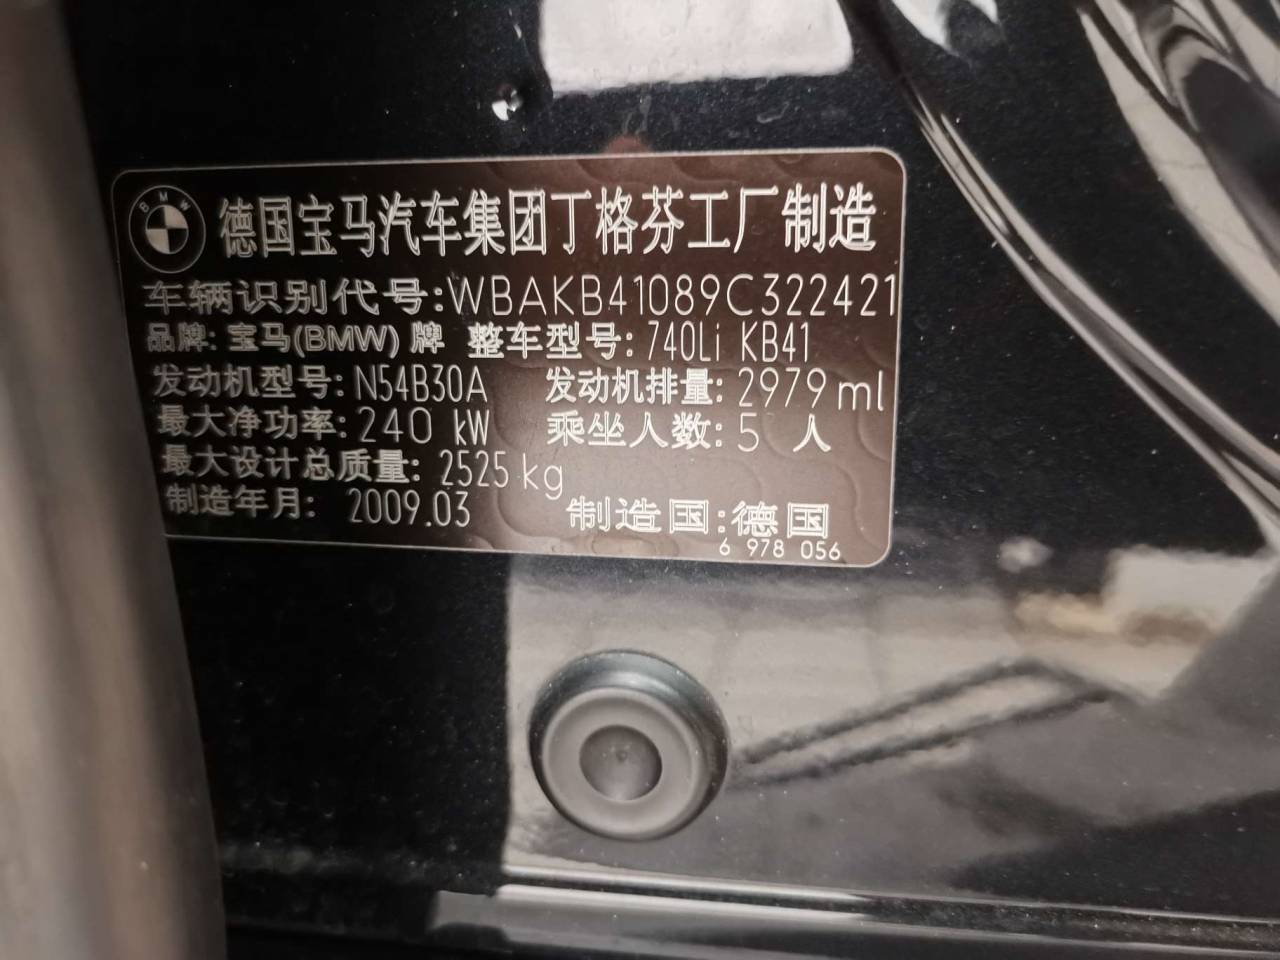 BMW
德国宝马汽车集团丁格芬工厂制造
车辆识别代号:WBAKB41089C322421
品牌: 宝马(BMW) 牌 整车型号: 740Li KB41
发动机型号: N54B30A 发动机排量: 2979 ml
最大净功率: 240 kW 乘坐人数: 5 人
最大设计总质量: 2525 kg
制造年月: 2009.03 制造国: 德国
6 978 056